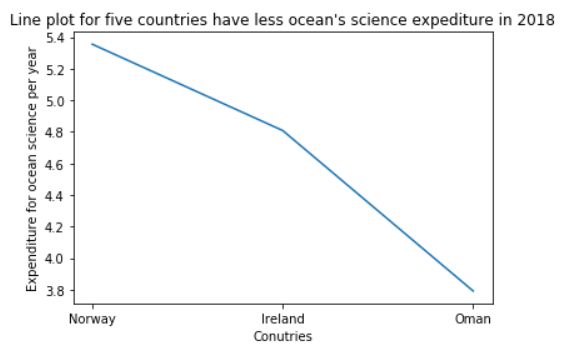 Line plot for five countries have less ocean's science expediture in 2018
Expenditure for ocean science per year
5.4
5.2
5.0
4.8
4.6
4.4
4.2
4.0
3.8
Norway Ireland Oman
Conutries